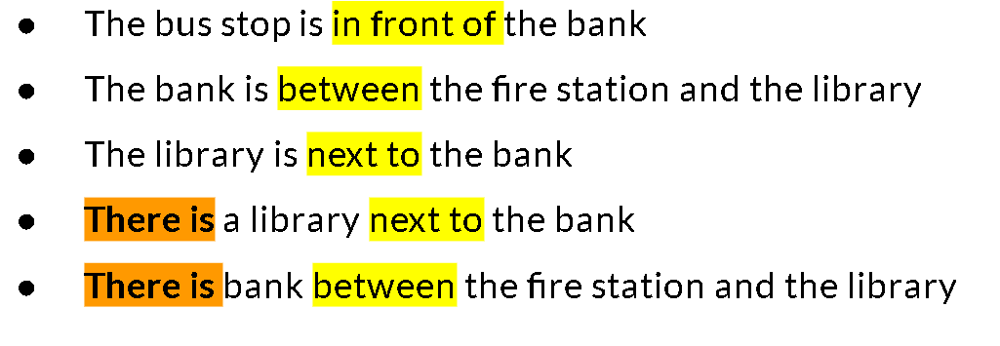 ● The bus stop is in front of the bank
● The bank is between the fire station and the library
● The library is next to the bank
● There is a library next to the bank
● There is bank between the fire station and the library